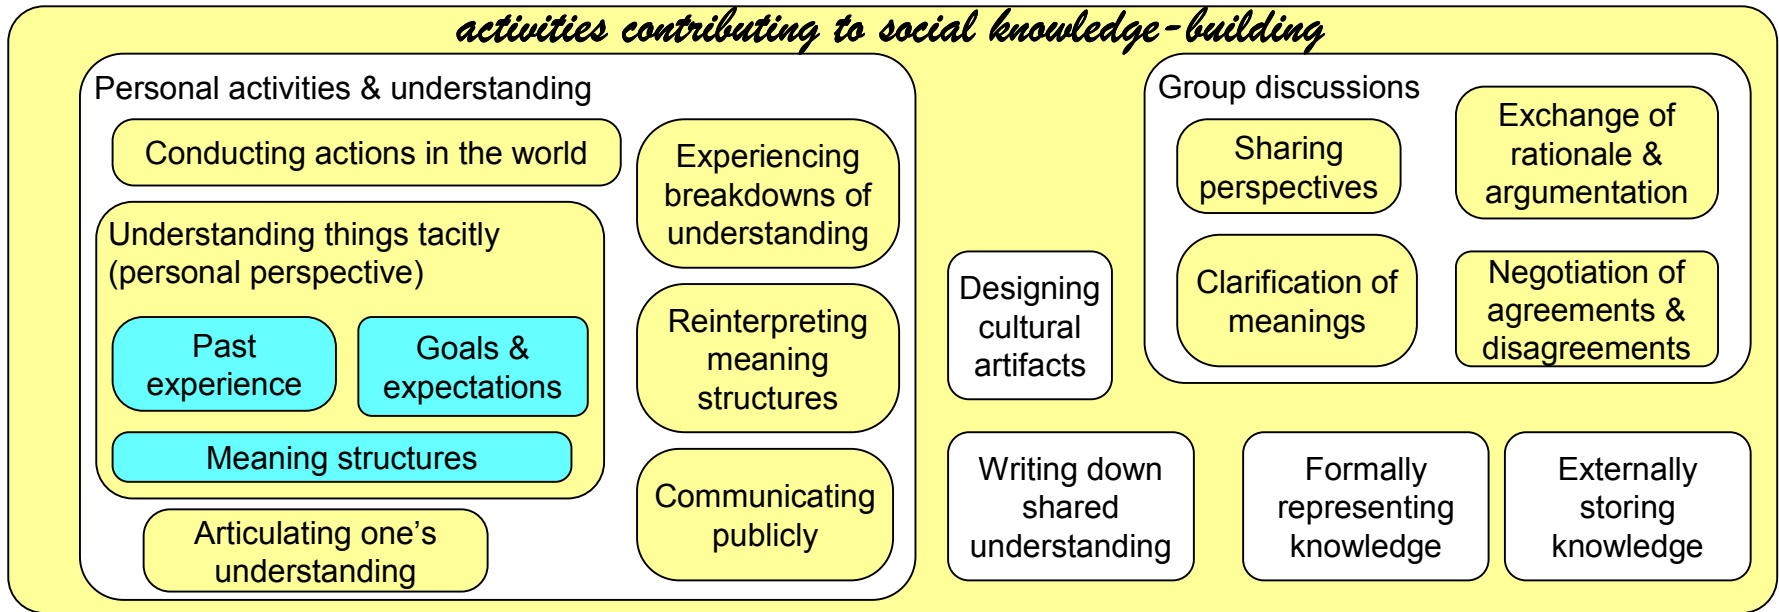 activities contributing to social knowledge-building
Personal activities & understanding
Conducting actions in the world
Understanding things tacitly
(personal perspective)
Past
experience
Goals &
expectations
Meaning structures
Articulating one’s
understanding
Experiencing
breakdowns of
understanding
Reinterpreting
meaning
structures
Communicating
publicly
Designing
cultural
artifacts
Group discussions
Sharing
perspectives
Exchange of
rationale &
argumentation
Clarification of
meanings
Negotiation of
agreements &
disagreements
Writing down
shared
understanding
Formally
representing
knowledge
Externally
storing
knowledge